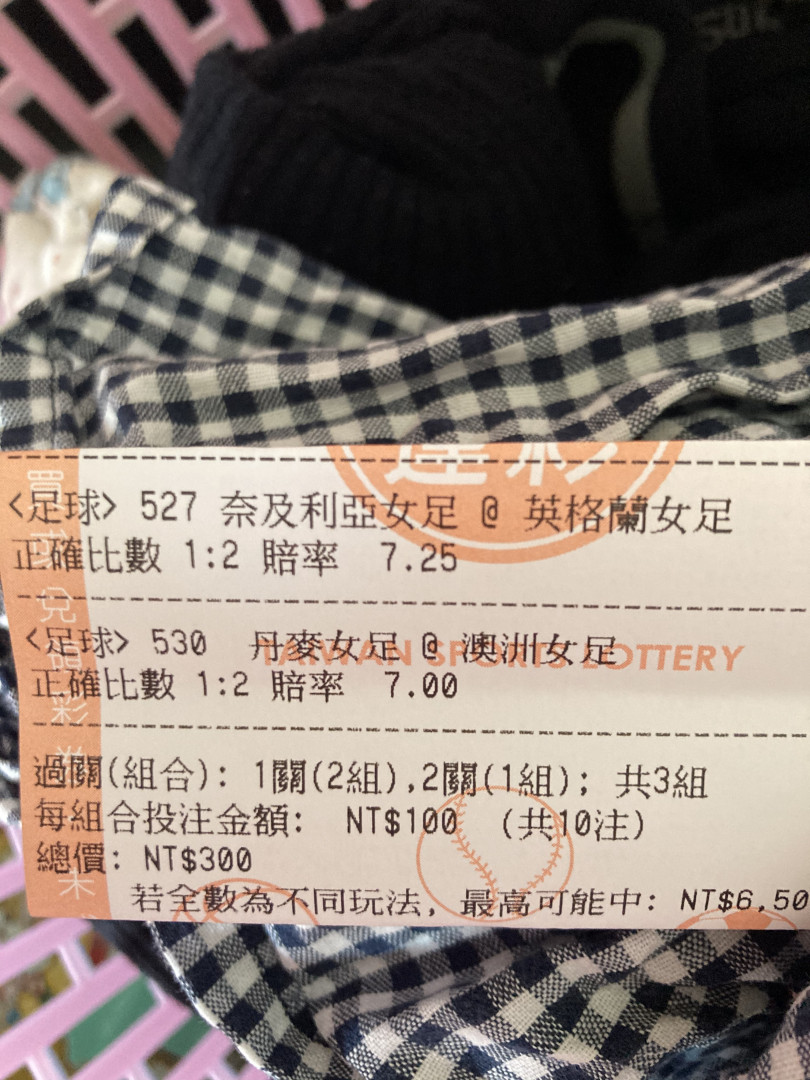 運彩
<足球> 527 奈及利亞女足 @ 英格蘭女足
正確比數 1:2 賠率 7.25
<足球> 530 丹麥女足 @ 澳洲女足
TAIWAN SPORTS LOTTERY
正確比數 1:2 賠率 7.00
過關(組合): 1關(2組),2關(1組); 共3組
每組合投注金額: NT$100 (共10注)
總價: NT$300
若全數為不同玩法, 最高可能中: NT$6,50